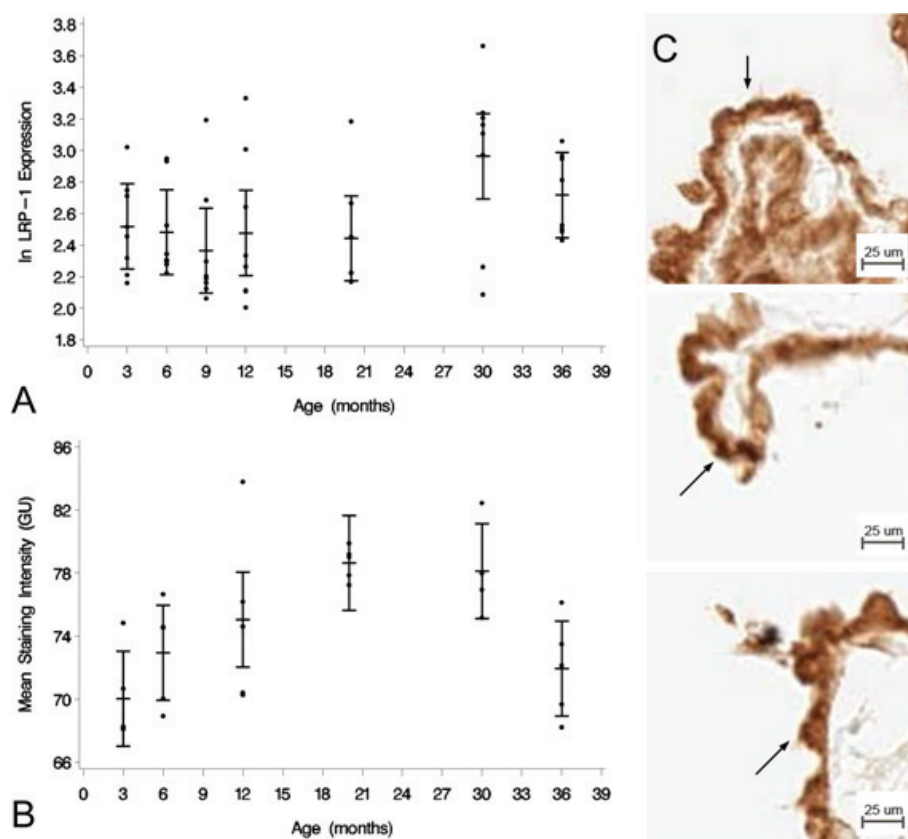 3.8
3.6
3.4
3.2
3.0
2.8
2.6
2.4
2.2
2.0
1.8
ln LRP−1 Expression
0 3 6 9 12 15 18 21 24 27 30 33 36 39
Age (months)
A
86
82
78
74
70
66
Mean Staining Intensity (GU)
0 3 6 9 12 15 18 21 24 27 30 33 36 39
Age (months)
B
C
25 um
25 um
25 um